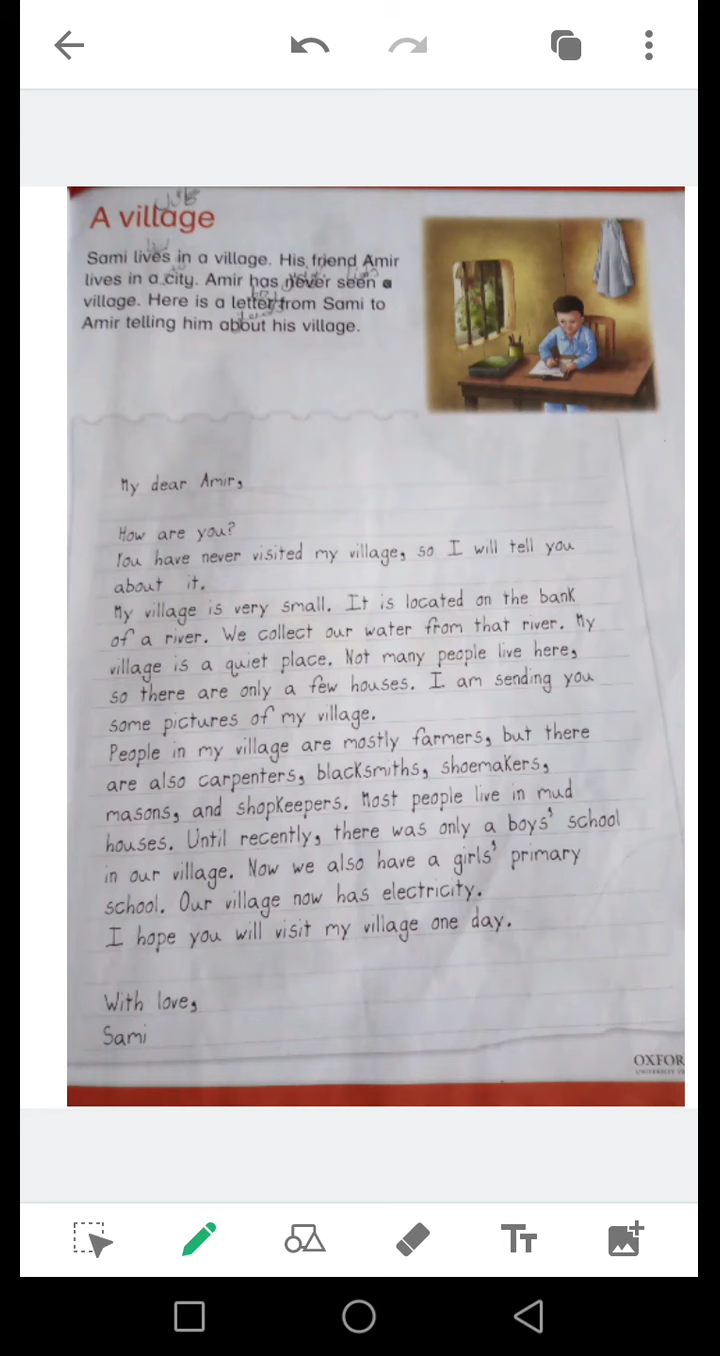 A village
Sami lives in a village. His friend Amir
lives in a city. Amir has never seen a
village. Here is a letter from Sami to
Amir telling him about his village.
My dear Amir,
How are you?
You have never visited my village, so I will tell you
about it.
My village is very small. It is located on the bank
of a river. We collect our water from that river. My
village is a quiet place. Not many people live here,
so there are only a few houses. I am sending you
some pictures of my village.
People in my village are mostly farmers, but there
are also carpenters, blacksmiths, shoemakers,
masons, and shopkeepers. Most people live in mud
houses. Until recently, there was only a boys' school
in our village. Now we also have a girls' primary
school. Our village now has electricity.
I hope you will visit my village one day.
With love,
Sami
OXFOR
TT